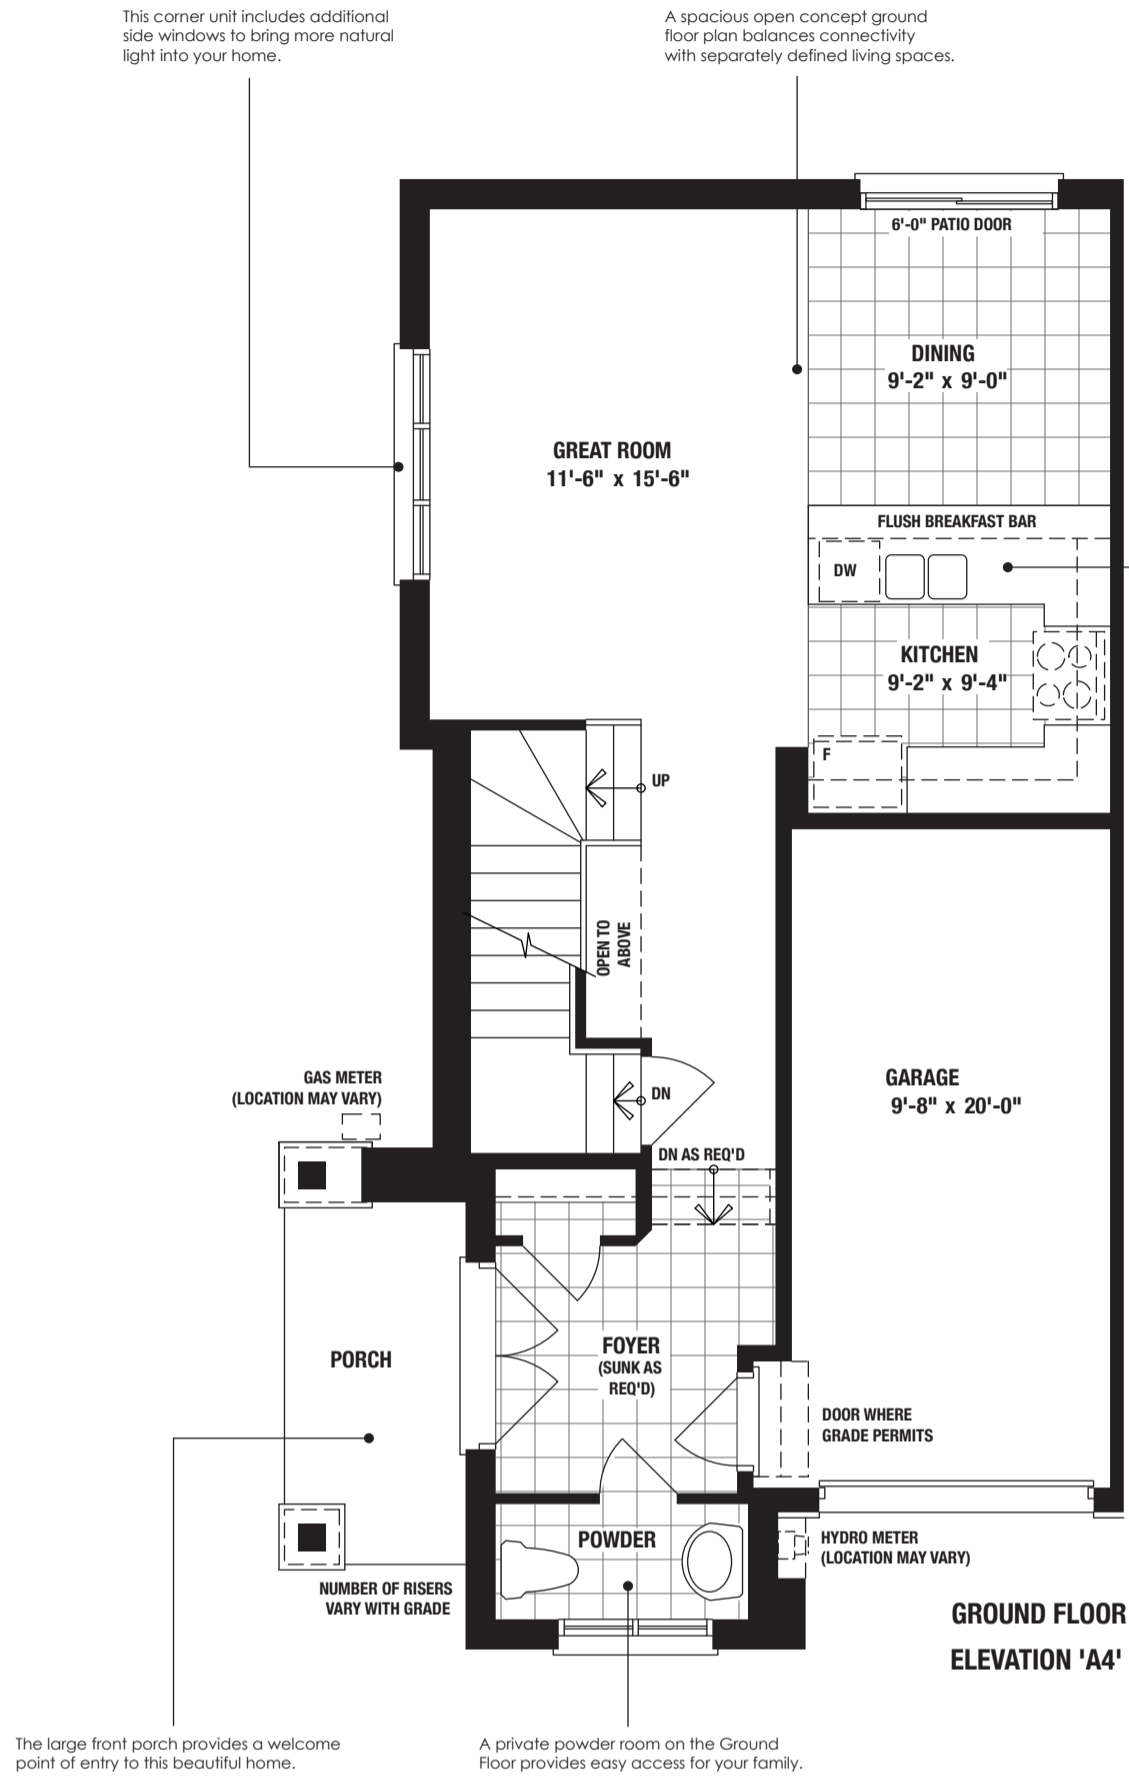 This corner unit includes additional
side windows to bring more natural
light into your home.
A spacious open concept ground
floor plan balances connectivity
with separately defined living spaces.
6'-0" PATIO DOOR
DINING
9'-2" x 9'-0"
GREAT ROOM
11'-6" x 15'-6"
FLUSH BREAKFAST BAR
DW
KITCHEN
9'-2" x 9'-4"
F
UP
OPEN TO
ABOVE
GAS METER
(LOCATION MAY VARY)
DN
GARAGE
9'-8" x 20'-0"
DN AS REQ'D
PORCH
FOYER
(SUNK AS
REQ'D)
DOOR WHERE
GRADE PERMITS
POWDER
HYDRO METER
(LOCATION MAY VARY)
NUMBER OF RISERS
VARY WITH GRADE
GROUND FLOOR
ELEVATION 'A4'
The large front porch provides a welcome
point of entry to this beautiful home.
A private powder room on the Ground
Floor provides easy access for your family.